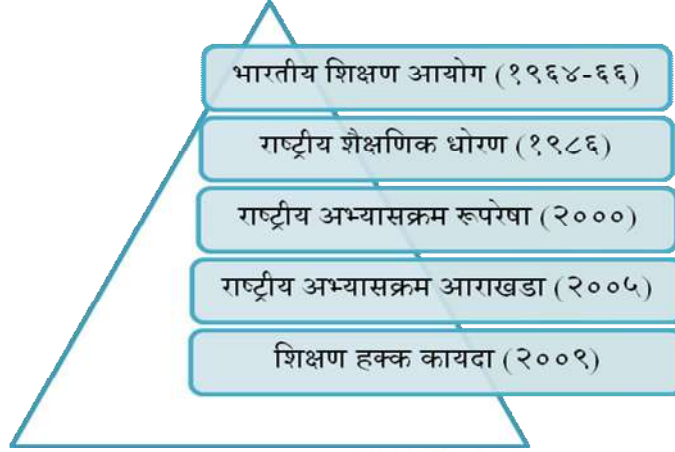 भारतीय शिक्षण आयोग (१९६४-६६)
राष्ट्रीय शैक्षणिक धोरण (१९८६)
राष्ट्रीय अभ्यासक्रम रूपरेषा (२०००)
राष्ट्रीय अभ्यासक्रम आराखडा (२००५)
शिक्षण हक्क कायदा (२००९)